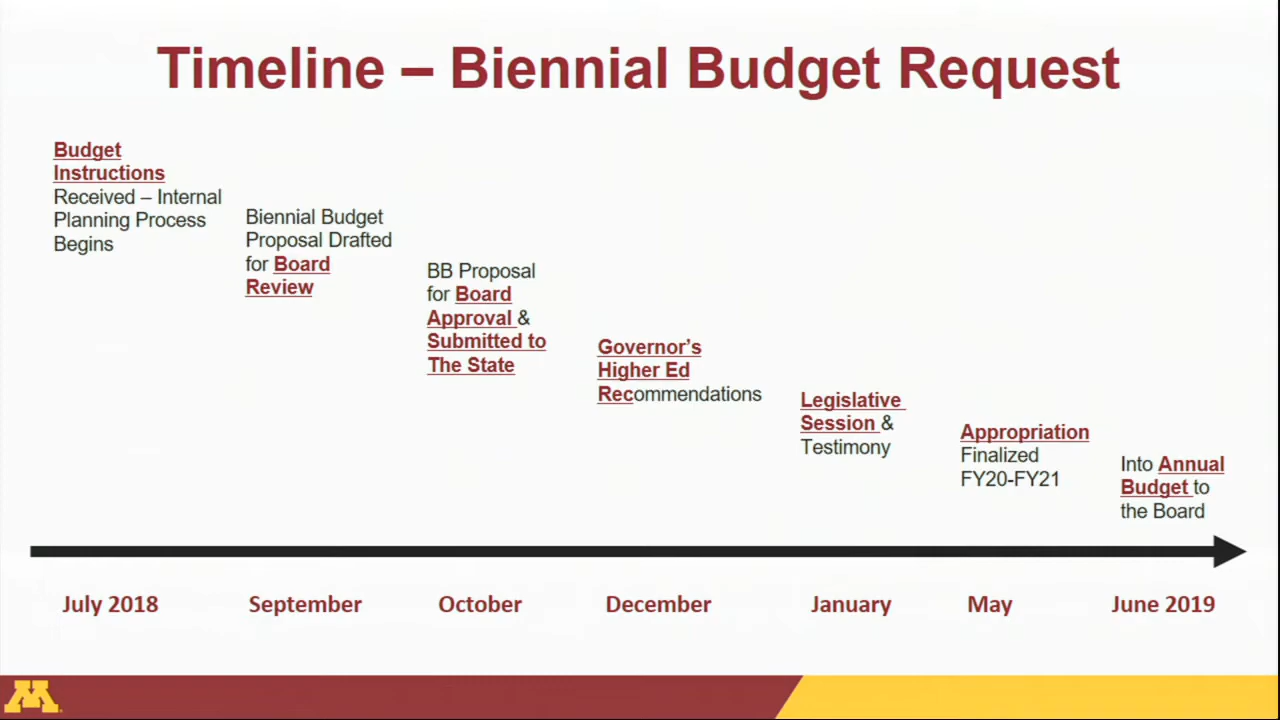 Timeline – Biennial Budget Request
Budget
Instructions
Received – Internal
Planning Process
Begins
Biennial Budget
Proposal Drafted
for Board
Review
BB Proposal
for Board
Approval &
Submitted to
The State
Governor’s
Higher Ed
Recommendations
Legislative
Session &
Testimony
Appropriation
Finalized
FY20-FY21
Into Annual
Budget to
the Board
July 2018
September
October
December
January
May
June 2019
M